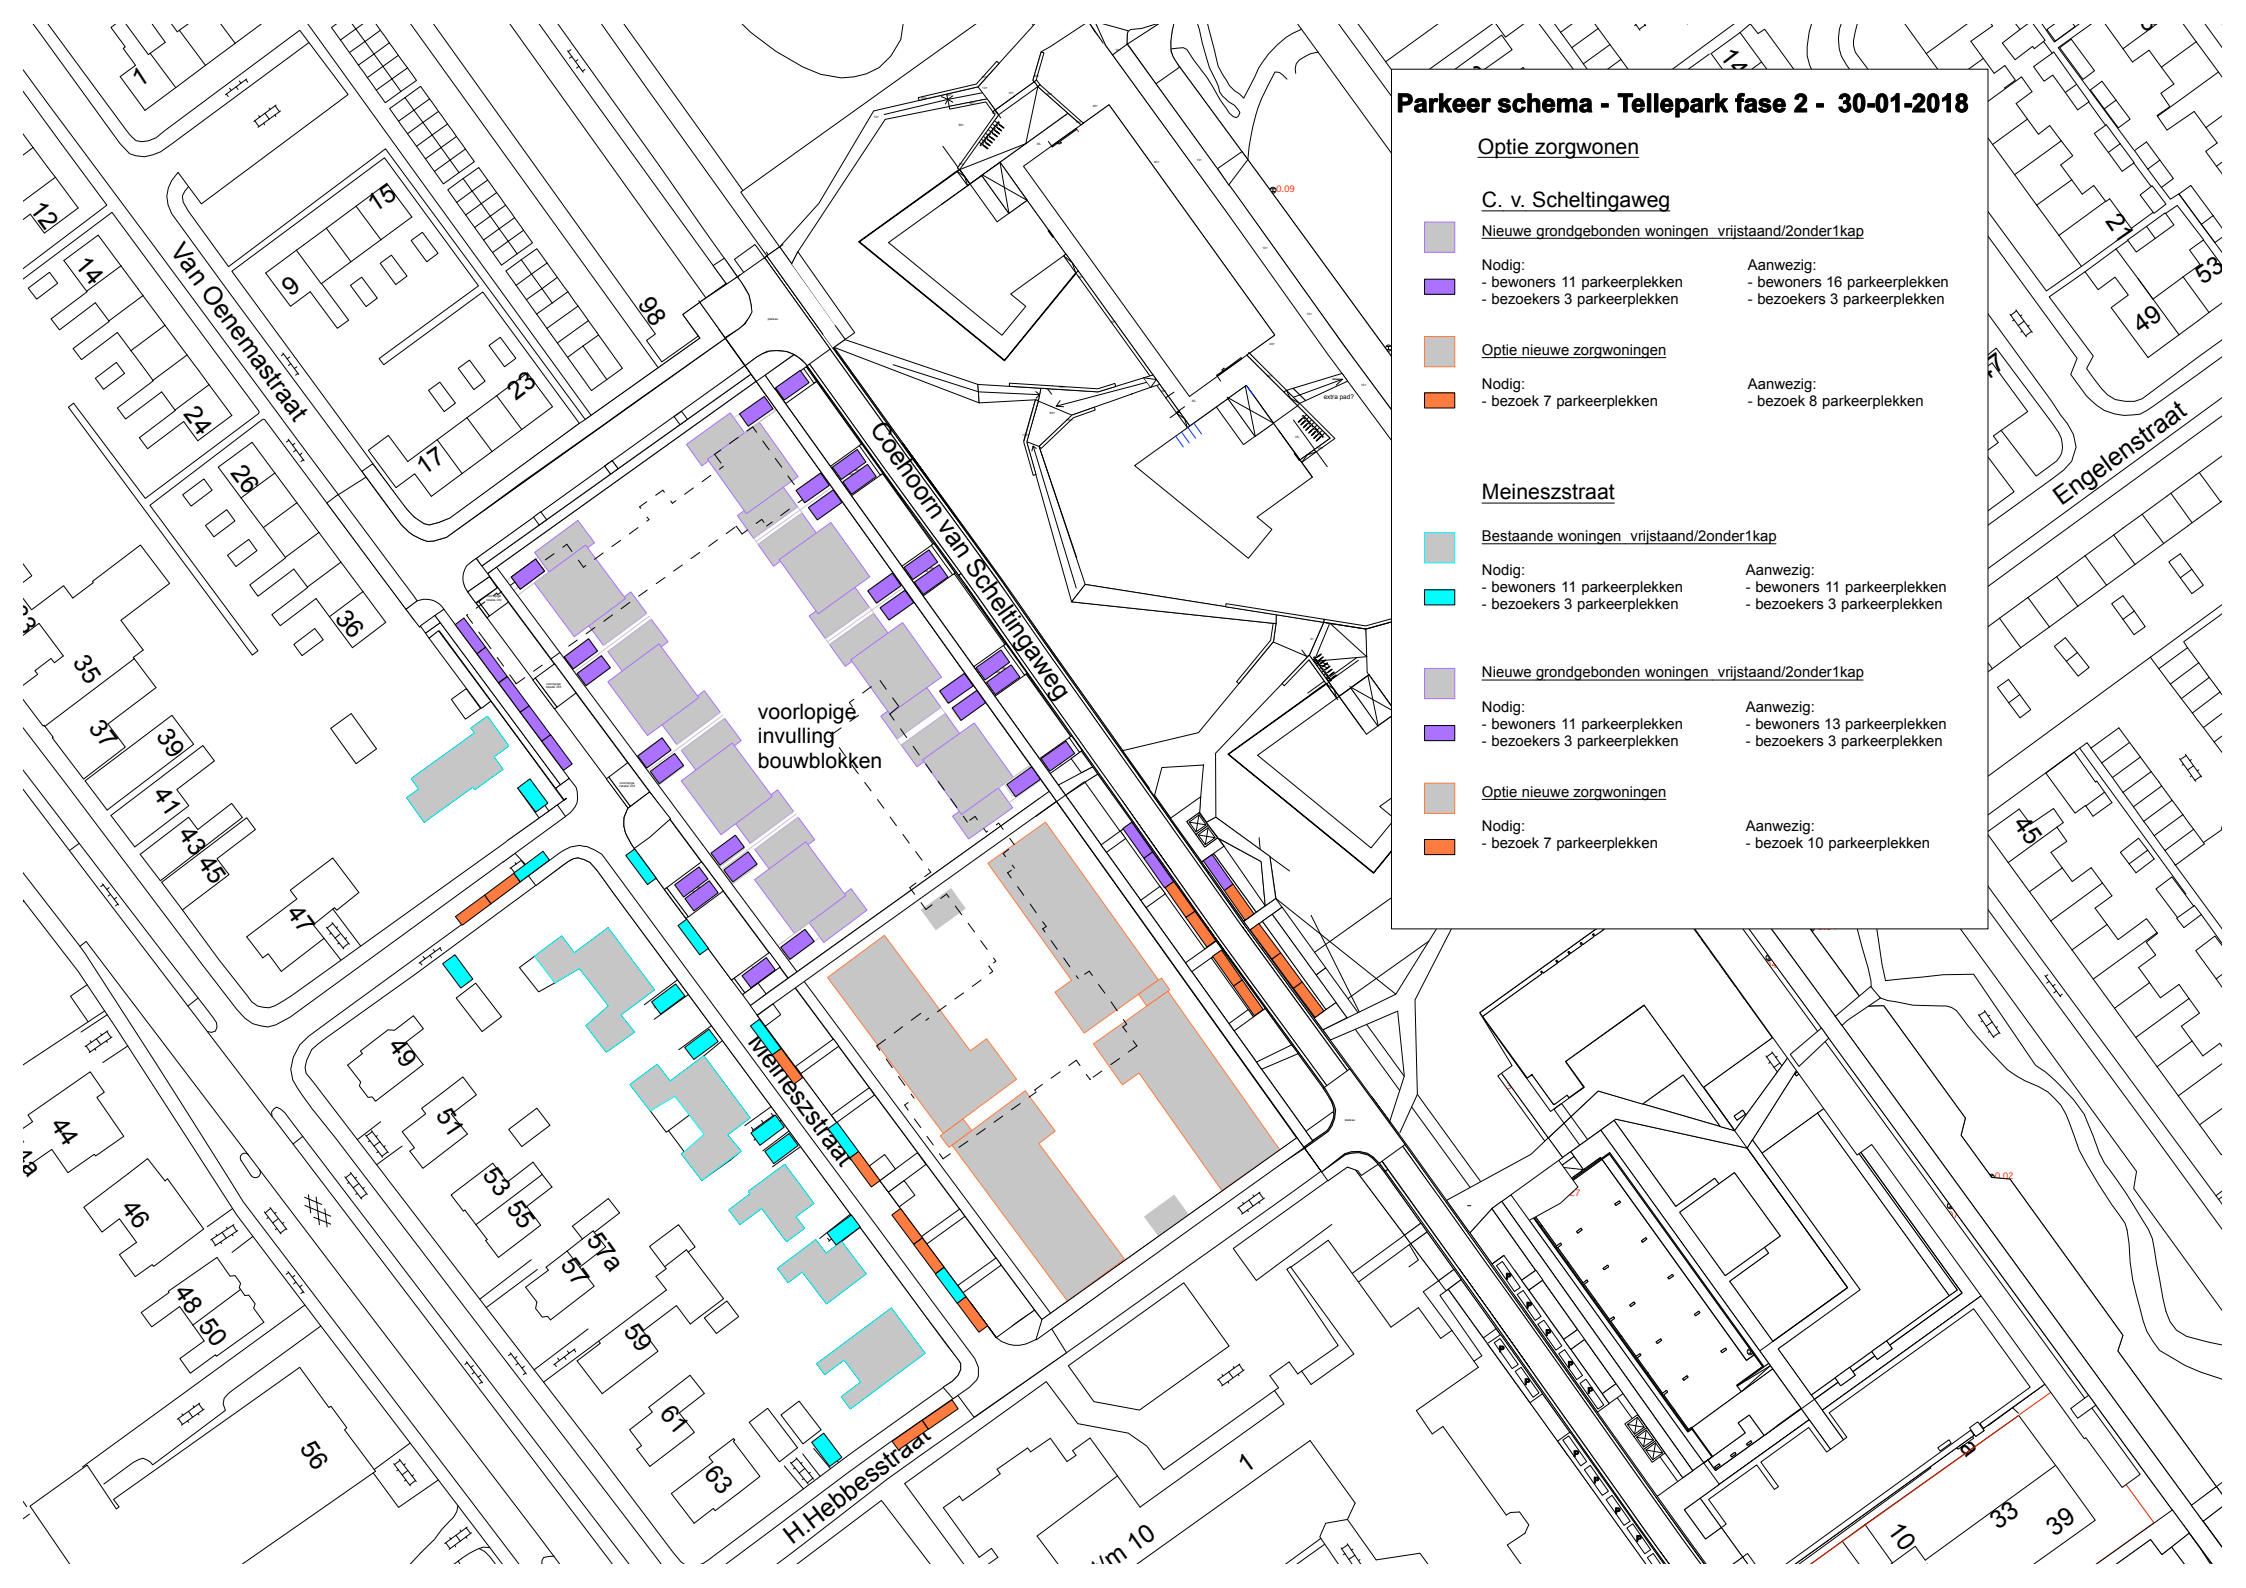 Parkeer schema - Tellepark fase 2 - 30-01-2018
Optie zorgwonen
C. v. Scheltingaweg
Nieuwe grondgebonden woningen vrijstaand/2onder1kap
Nodig:
- bewoners 11 parkeerplekken
- bezoekers 3 parkeerplekken
Aanwezig:
- bewoners 16 parkeerplekken
- bezoekers 3 parkeerplekken
Optie nieuwe zorgwoningen
Nodig:
- bezoek 7 parkeerplekken
Aanwezig:
- bezoek 8 parkeerplekken
Meineszstraat
Bestaande woningen vrijstaand/2onder1kap
Nodig:
- bewoners 11 parkeerplekken
- bezoekers 3 parkeerplekken
Aanwezig:
- bewoners 11 parkeerplekken
- bezoekers 3 parkeerplekken
Nieuwe grondgebonden woningen vrijstaand/2onder1kap
Nodig:
- bewoners 11 parkeerplekken
- bezoekers 3 parkeerplekken
Aanwezig:
- bewoners 13 parkeerplekken
- bezoekers 3 parkeerplekken
Optie nieuwe zorgwoningen
Nodig:
- bezoek 7 parkeerplekken
Aanwezig:
- bezoek 10 parkeerplekken
Van Oenemastraat
Coehoorn van Scheltingaweg
Engelenstraat
Meineszstraat
H.Hebbesstraat
voorlopige
invulling
bouwblokken
extra pad?
1
12
14
15
9
98
24
17
23
26
36
35
37
39
41
43
45
47
49
51
53
55
57
57a
59
61
63
44
46
48
50
56
1
t/m 10
10
33
39
14
21
53
49
45
0.09
0.02